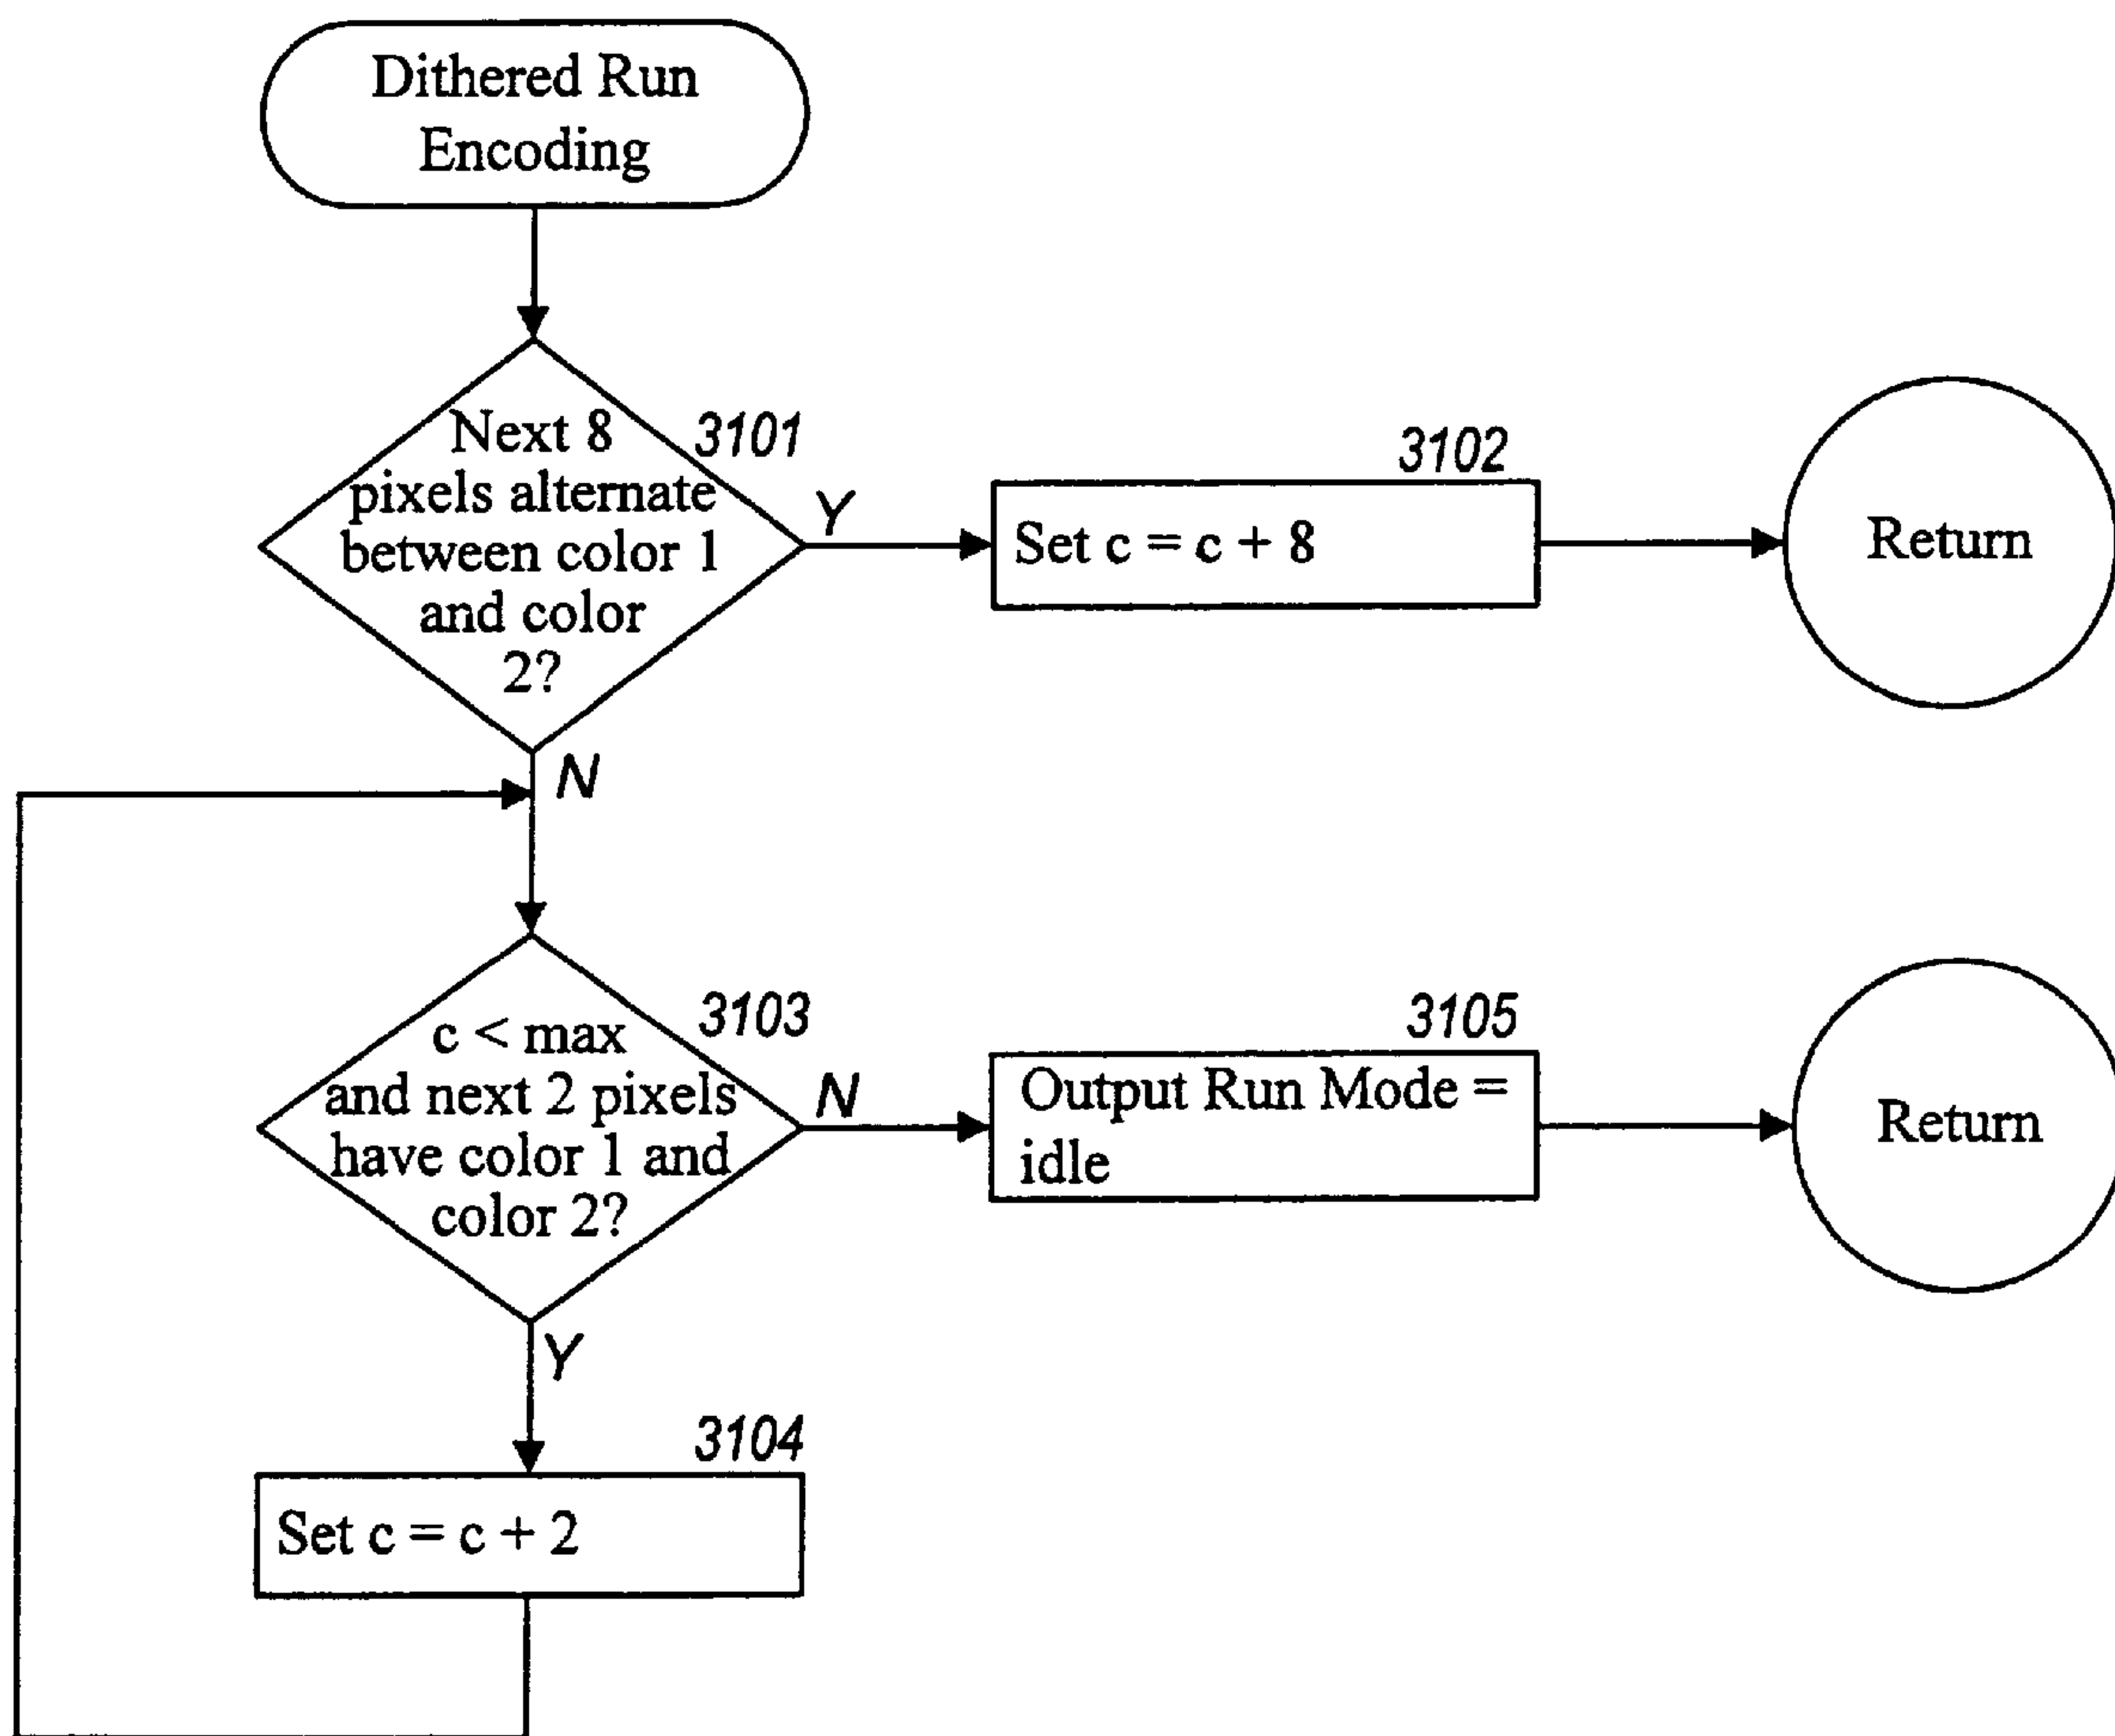 Dithered Run
Encoding
Next 8
pixels alternate
between color 1
and color
2?
3101
Y
3102
Set c = c + 8
Return
N
c < max
and next 2 pixels
have color 1 and
color 2?
3103
N
3105
Output Run Mode =
idle
Return
Y
3104
Set c = c + 2